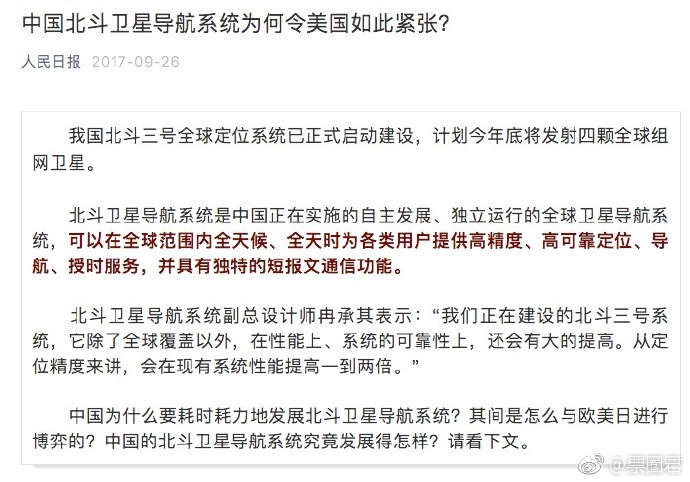 中国北斗卫星导航系统为何令美国如此紧张？
人民日报 2017-09-26
我国北斗三号全球定位系统已正式启动建设，计划今年底将发射四颗全球组
网卫星。
北斗卫星导航系统是中国正在实施的自主发展、独立运行的全球卫星导航系
统，可以在全球范围内全天候、全天时为各类用户提供高精度、高可靠定位、导
航、授时服务，并具有独特的短报文通信功能。
北斗卫星导航系统副总设计师冉承其表示：“我们正在建设的北斗三号系
统，它除了全球覆盖以外，在性能上、系统的可靠性上，还会有大的提高。从定
位精度来讲，会在现有系统性能提高一到两倍。”
中国为什么要耗时耗力地发展北斗卫星导航系统？其间是怎么与欧美日进行
博弈的？中国的北斗卫星导航系统究竟发展得怎样？请看下文。
@票圈君